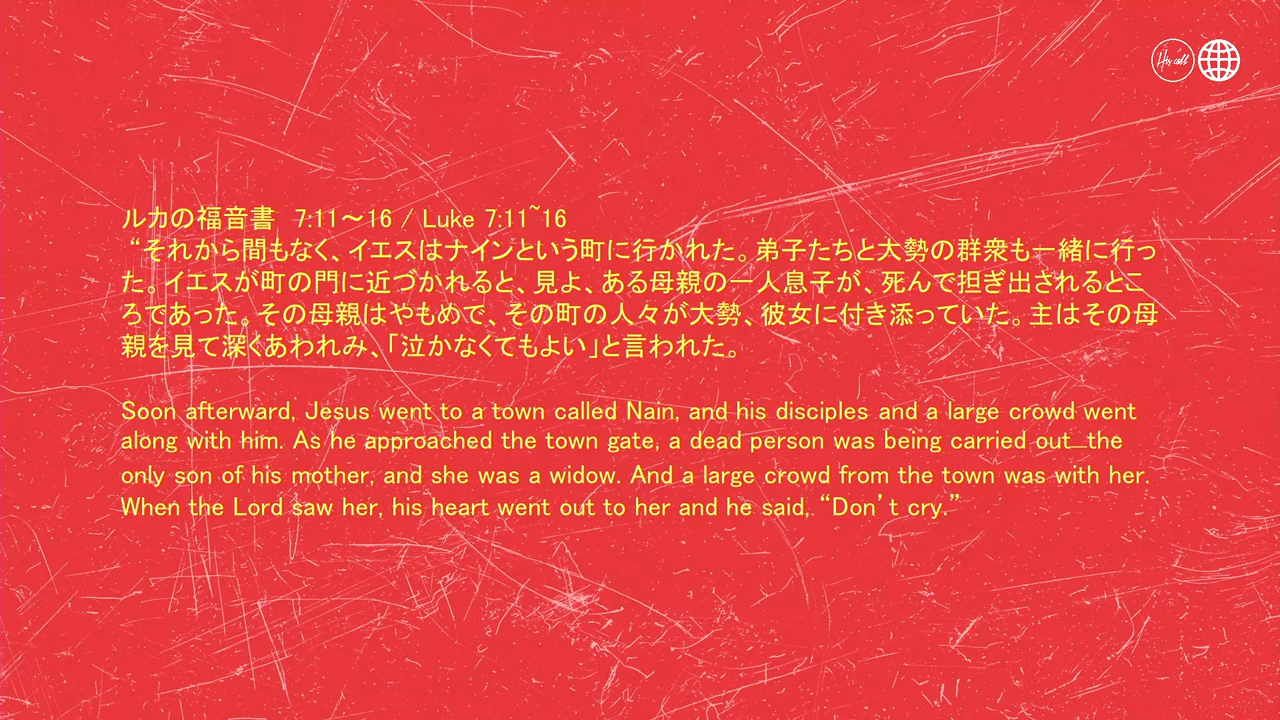 His call
ルカの福音書 7:11〜16 / Luke 7:11~16
“それから間もなく、イエスはナインという町に行かれた。弟子たちと大勢の群衆も一緒に行っ
た。イエスが町の門に近づかれると、見よ、ある母親の一人息子が、死んで担ぎ出されるとこ
ろであった。その母親はやもめで、その町の人々が大勢、彼女に付き添っていた。主はその母
親を見て深くあわれみ、「泣かなくてもよい」と言われた。
Soon afterward, Jesus went to a town called Nain, and his disciples and a large crowd went
along with him. As he approached the town gate, a dead person was being carried out—the
only son of his mother, and she was a widow. And a large crowd from the town was with her.
When the Lord saw her, his heart went out to her and he said, “Don’t cry.”